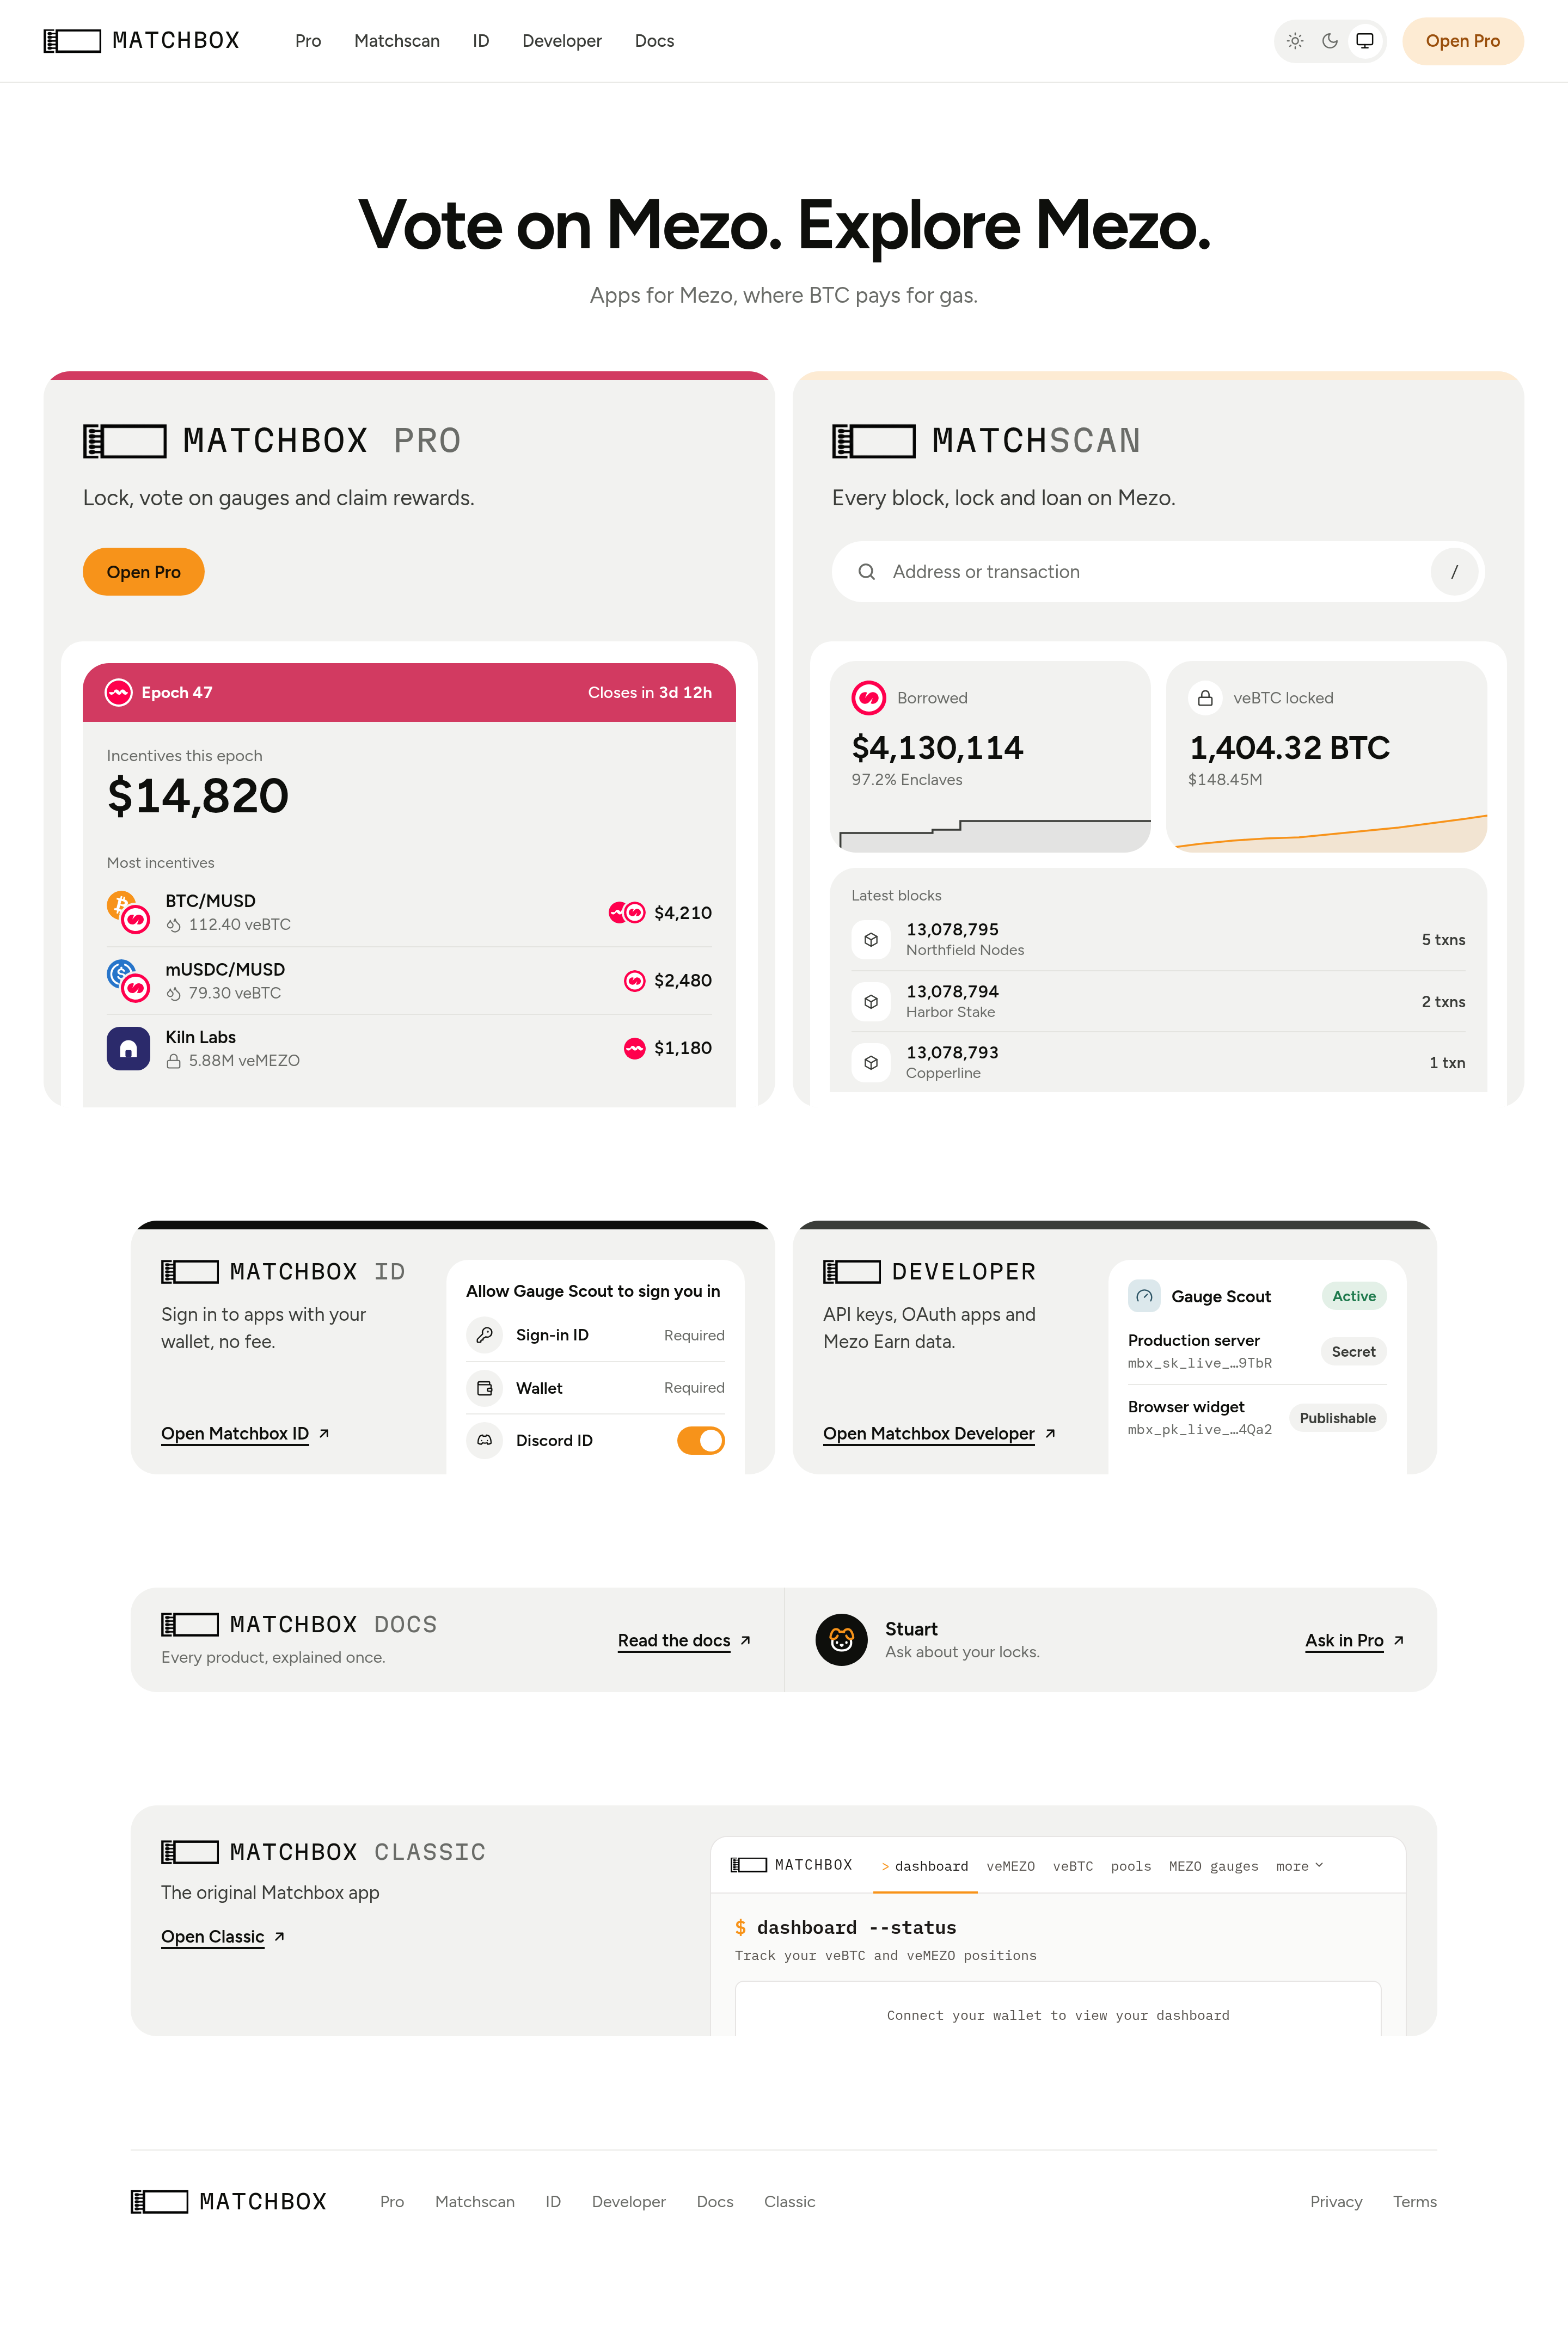 MATCHBOX
Pro
Matchscan
ID
Developer
Docs
Open Pro
Vote on Mezo. Explore Mezo.
Apps for Mezo, where BTC pays for gas.
MATCHBOX PRO
Lock, vote on gauges and claim rewards.
Open Pro
Epoch 47
Closes in 3d 12h
Incentives this epoch
$14,820
Most incentives
BTC/MUSD
112.40 veBTC
$4,210
mUSDC/MUSD
79.30 veBTC
$2,480
Kiln Labs
5.88M veMEZO
$1,180
MATCHSCAN
Every block, lock and loan on Mezo.
Address or transaction
/
Borrowed
$4,130,114
97.2% Enclaves
veBTC locked
1,404.32 BTC
$148.45M
Latest blocks
13,078,795
Northfield Nodes
5 txns
13,078,794
Harbor Stake
2 txns
13,078,793
Copperline
1 txn
MATCHBOX ID
Sign in to apps with your
wallet, no fee.
Open Matchbox ID
Allow Gauge Scout to sign you in
Sign-in ID
Required
Wallet
Required
Discord ID
DEVELOPER
API keys, OAuth apps and
Mezo Earn data.
Open Matchbox Developer
Gauge Scout
Active
Production server
mbx_sk_live_…9TbR
Secret
Browser widget
mbx_pk_live_…4Qa2
Publishable
MATCHBOX DOCS
Every product, explained once.
Read the docs
Stuart
Ask about your locks.
Ask in Pro
MATCHBOX CLASSIC
The original Matchbox app
Open Classic
MATCHBOX
> dashboard
veMEZO
veBTC
pools
MEZO gauges
more
$ dashboard --status
Track your veBTC and veMEZO positions
Connect your wallet to view your dashboard
MATCHBOX
Pro
Matchscan
ID
Developer
Docs
Classic
Privacy
Terms